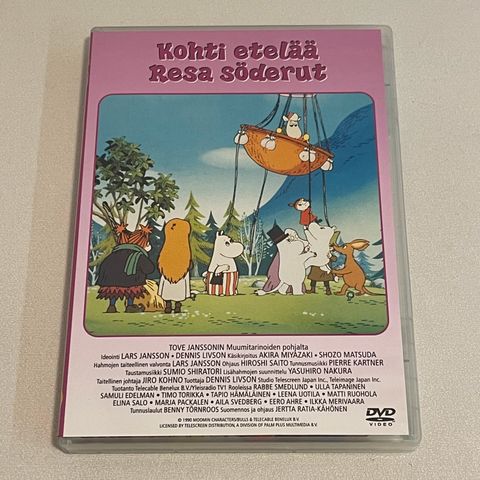 Kohti etelää
Resa söderut
TOVE JANSSONIN Muumitarinoiden pohjalta
Ideointi LARS JANSSON • DENNIS LIVSON Käsikirjoitus AKIRA MIYAZAKI • SHOZO MATSUDA
Hahmojen taiteellinen valvonta LARS JANSSON Ohjaus HIROSHI SAITO Tunnusmusiikki PIERRE KARTNER
Taustamusiikki SUMIO SHIRATORI Lisähahmojen suunnittelu YASUHIRO NAKURA
Taiteellinen johtaja JIRO KOHNO Tuottaja DENNIS LIVSON Studio Telescreen Japan Inc., Teleimage Japan Inc.
Tuotanto Telecable Benelux B.V./Yleisradio TV1 Rooleissa RABBE SMEDLUND • ULLA TAPANINEN
SAMULI EDELMAN • TIMO TORIKKA • TAPIO HÄMÄLÄINEN • LEENA UOTILA • MATTI RUOHOLA
ELINA SALO • MARJA PACKALEN • AILA SVEDBERG • EERO AHRE • ILKKA MERIVAARA
Tunnuslaulut BENNY TÖRNROOS Suomennos ja ohjaus JERTTA RATIA-KÄHÖNEN
© 1990 MOOMIN CHARACTERS/BULLS & TELECABLE BENELUX B.V.
LICENSED BY TELESCREEN DISTRIBUTION, A DIVISION OF PALM PLUS MULTIMEDIA B.V.
DVD
VIDEO